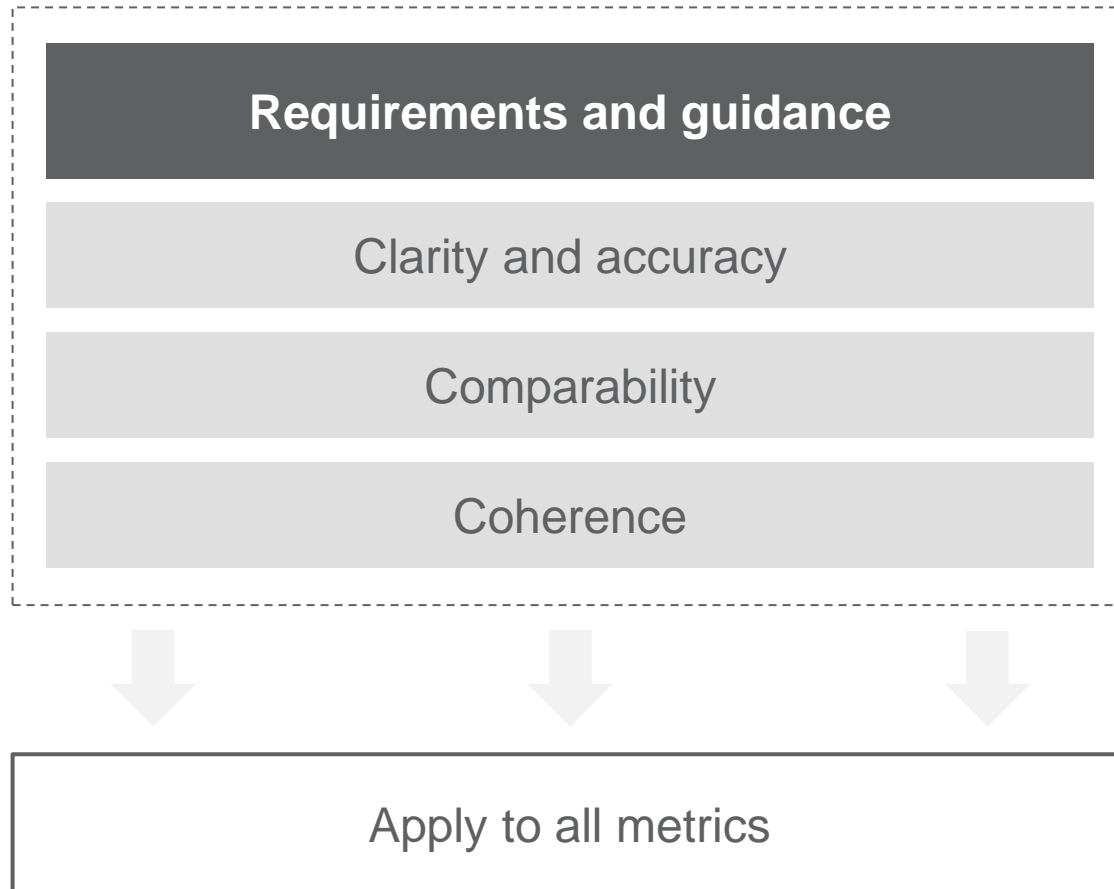 Requirements and guidance
Clarity and accuracy
Comparability
Coherence
Apply to all metrics